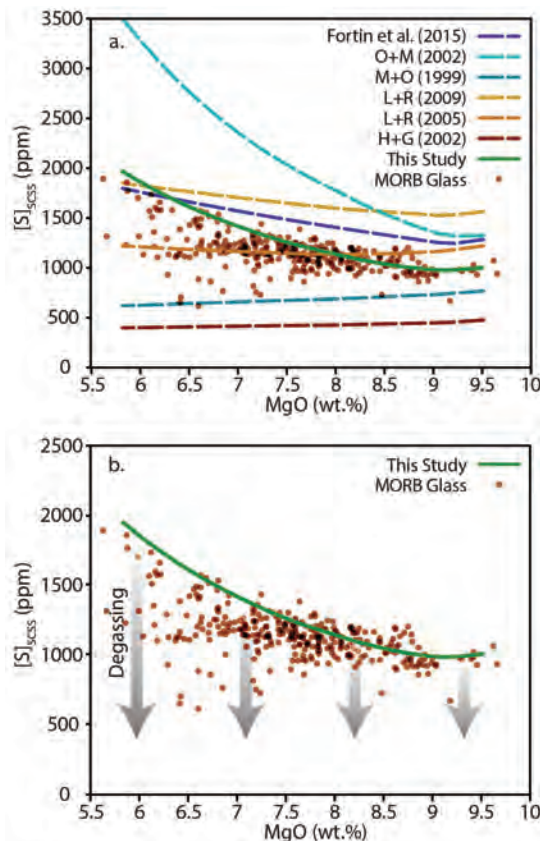 3500
3000
2500
2000
1500
1000
500
0
[S]scss (ppm)
a.
Fortin et al. (2015)
O+M (2002)
M+O (1999)
L+R (2009)
L+R (2005)
H+G (2002)
This Study
MORB Glass
5.5 6 6.5 7 7.5 8 8.5 9 9.5 10
MgO (wt.%)
2500
2000
1500
1000
500
0
[S]scss (ppm)
b.
This Study
MORB Glass
Degassing
5.5 6 6.5 7 7.5 8 8.5 9 9.5 10
MgO (wt.%)